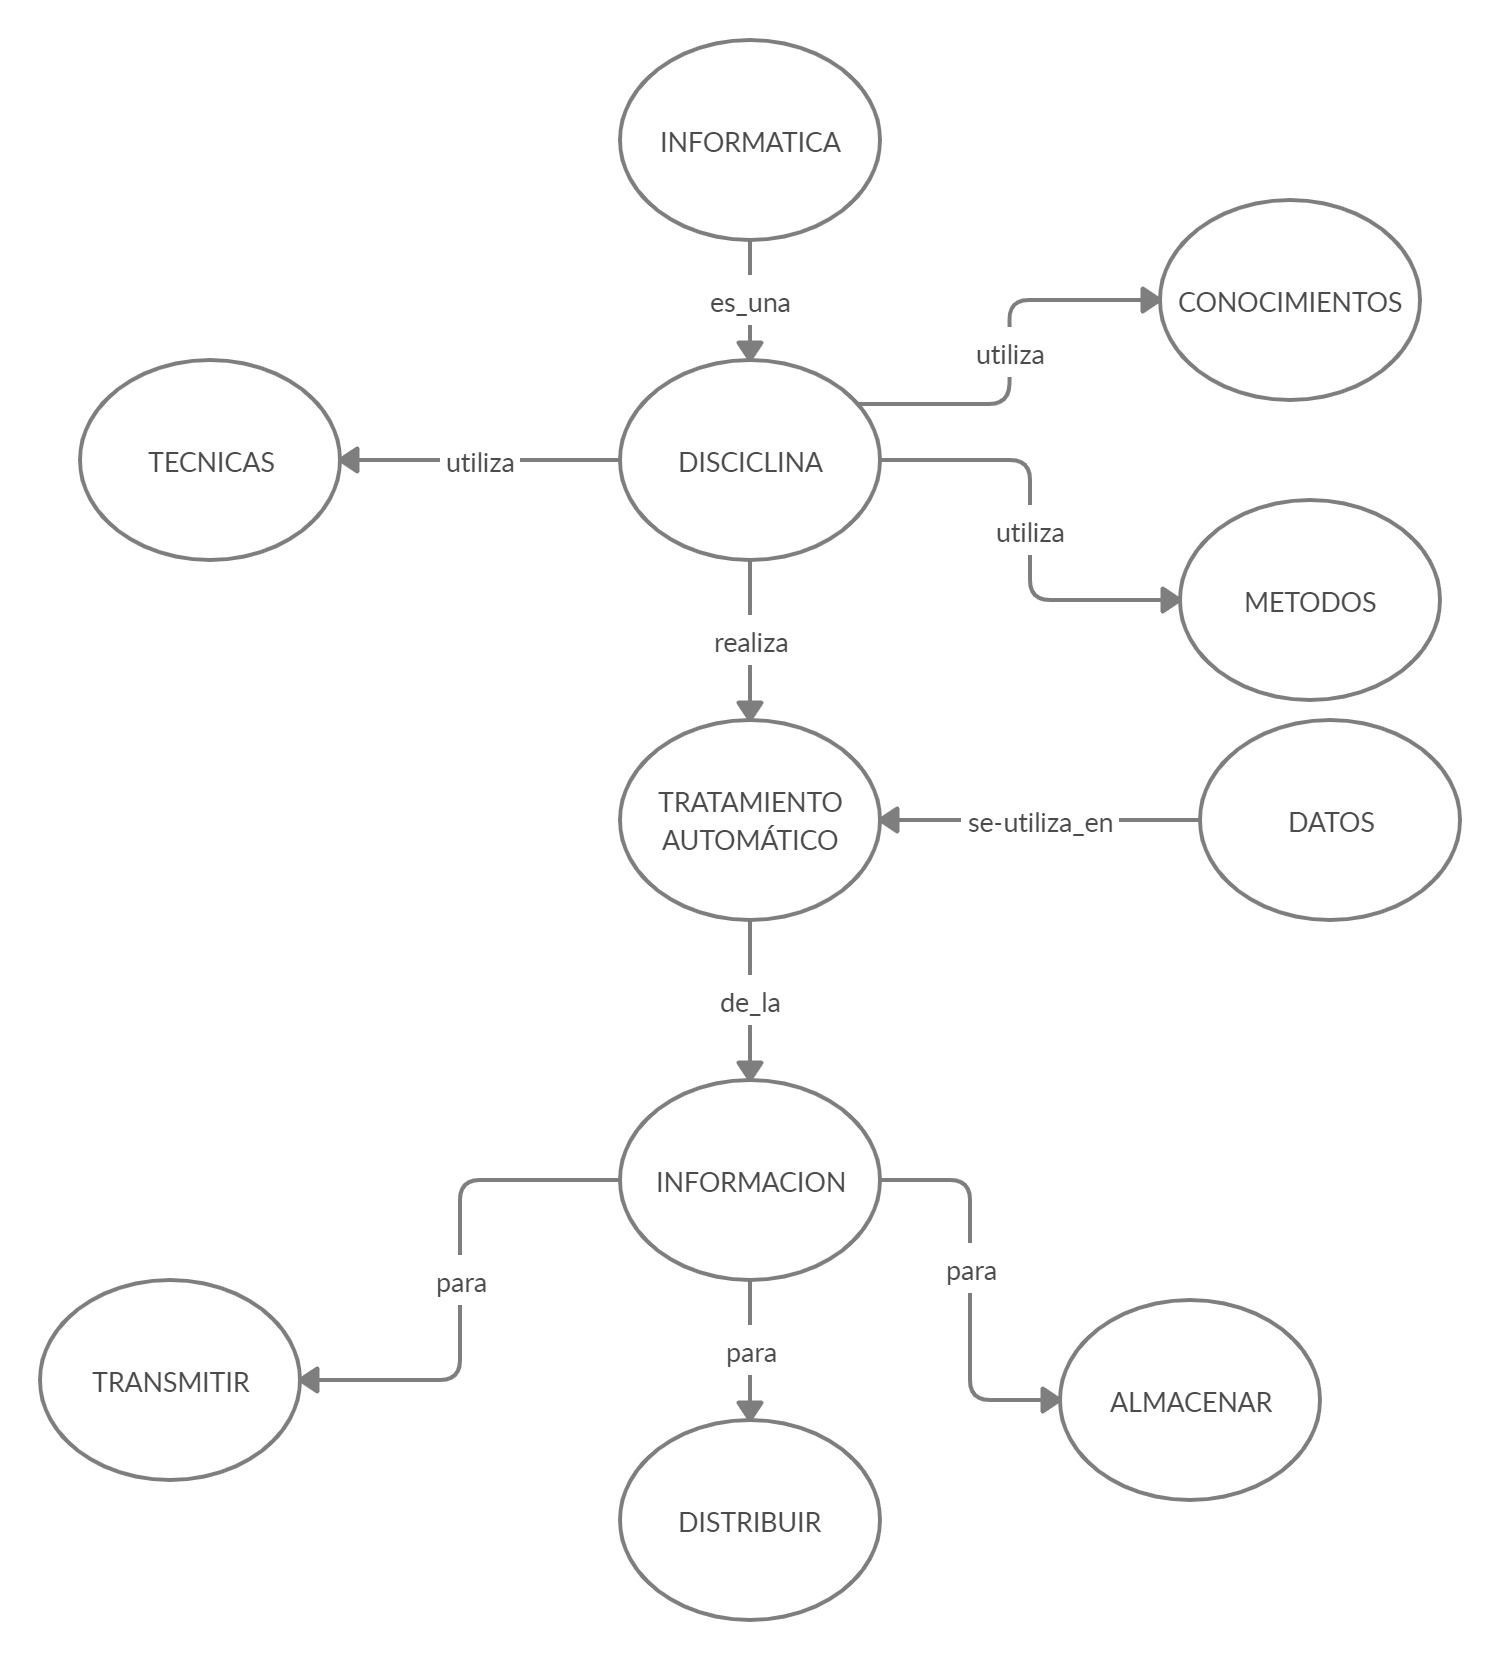 INFORMATICA
es_una
CONOCIMIENTOS
utiliza
TECNICAS
utiliza
DISCICLINA
utiliza
METODOS
realiza
TRATAMIENTO
AUTOMÁTICO
se-utiliza_en
DATOS
de_la
INFORMACION
para
para
para
TRANSMITIR
ALMACENAR
DISTRIBUIR